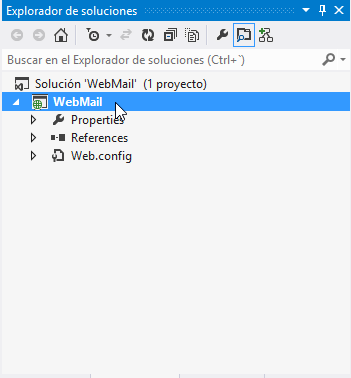 Explorador de soluciones
Buscar en el Explorador de soluciones (Ctrl+`)
Solución 'WebMail' (1 proyecto)
WebMail
Properties
References
Web.config